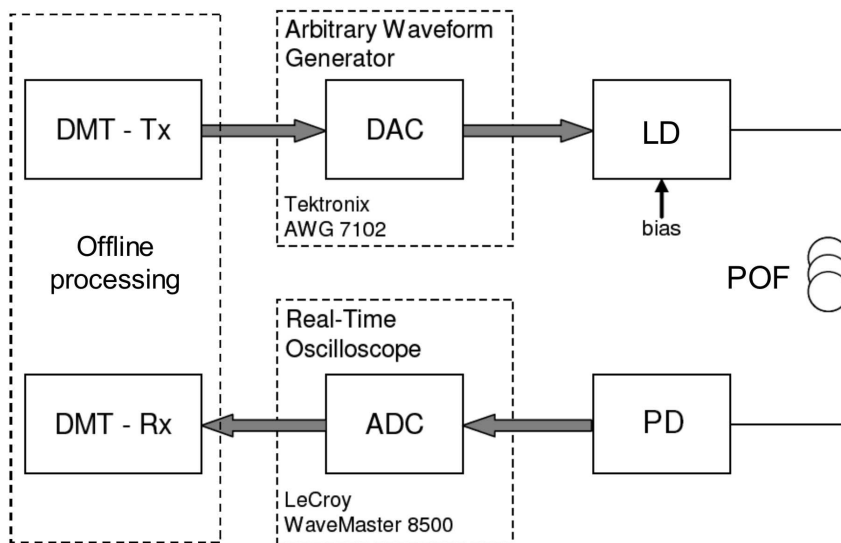 Arbitrary Waveform
Generator
DMT - Tx
DAC
LD
Tektronix
AWG 7102
bias
Offline
processing
POF
Real-Time
Oscilloscope
DMT - Rx
ADC
PD
LeCroy
WaveMaster 8500